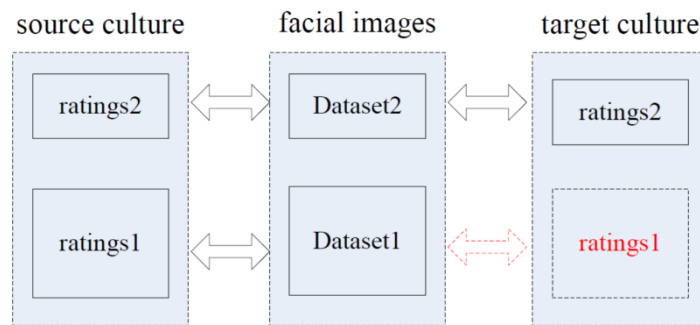 source culture facial images target culture
ratings2 Dataset2 ratings2
ratings1 Dataset1 ratings1